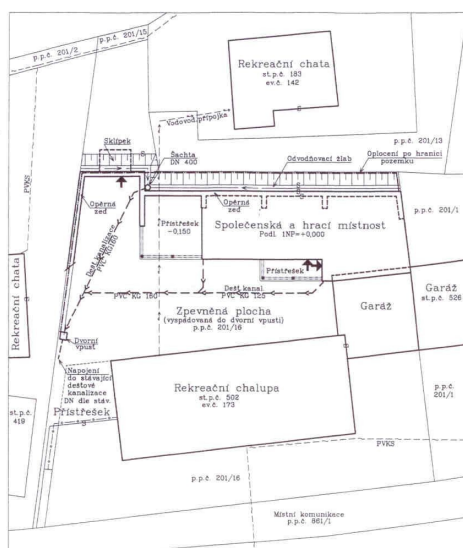 p.p.č. 201/15
p.p.č. 201/2
Rekreační chata
st.p.č. 183
ev.č. 142
Vodovod.přípojka
p.p.č. 201/13
Sklípek
Šachta
DN 400
Odvodňovací žlab
Oplocení po hranici
pozemku
PVKS
Opěrná
zeď
Opěrná
zeď
Přístřešek
-0,150
Společenská a hrací místnost
Podl. 1NP=+0,000
p.p.č. 201/1
Dešť.kanalizace
PVC KG160
Přístřešek
Dešť.kanal.
PVC KG 160
PVC KG 125
Garáž
Garáž
st.p.č. 526
Rekreační chata
Zpevněná plocha
(vyspádovaná do dvorní vpusti)
p.p.č. 201/16
Dvorní
vpusť
Napojení
do stávající
dešťové
kanalizace
DN dle stáv.
Přístřešek
st.p.č.
419
Rekreační chalupa
st.p.č. 502
ev.č. 173
p.p.č.
201/1
PVKS
p.p.č. 201/16
Místní komunikace
p.p.č. 861/1